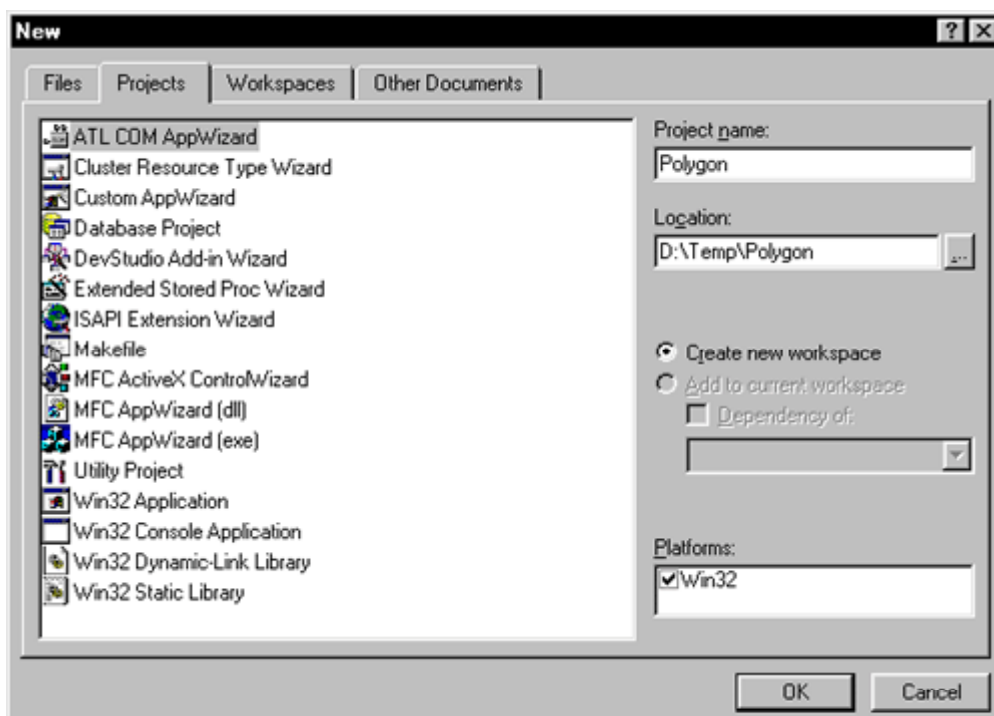 New
Files Projects Workspaces Other Documents
ATL COM AppWizard
Cluster Resource Type Wizard
Custom AppWizard
Database Project
DevStudio Add-in Wizard
Extended Stored Proc Wizard
ISAPI Extension Wizard
Makefile
MFC ActiveX ControlWizard
MFC AppWizard (dll)
MFC AppWizard (exe)
Utility Project
Win32 Application
Win32 Console Application
Win32 Dynamic-Link Library
Win32 Static Library
Project name:
Polygon
Location:
D:\Temp\Polygon
...
Create new workspace
Add to current workspace
Dependency of:
Platforms:
Win32
OK Cancel